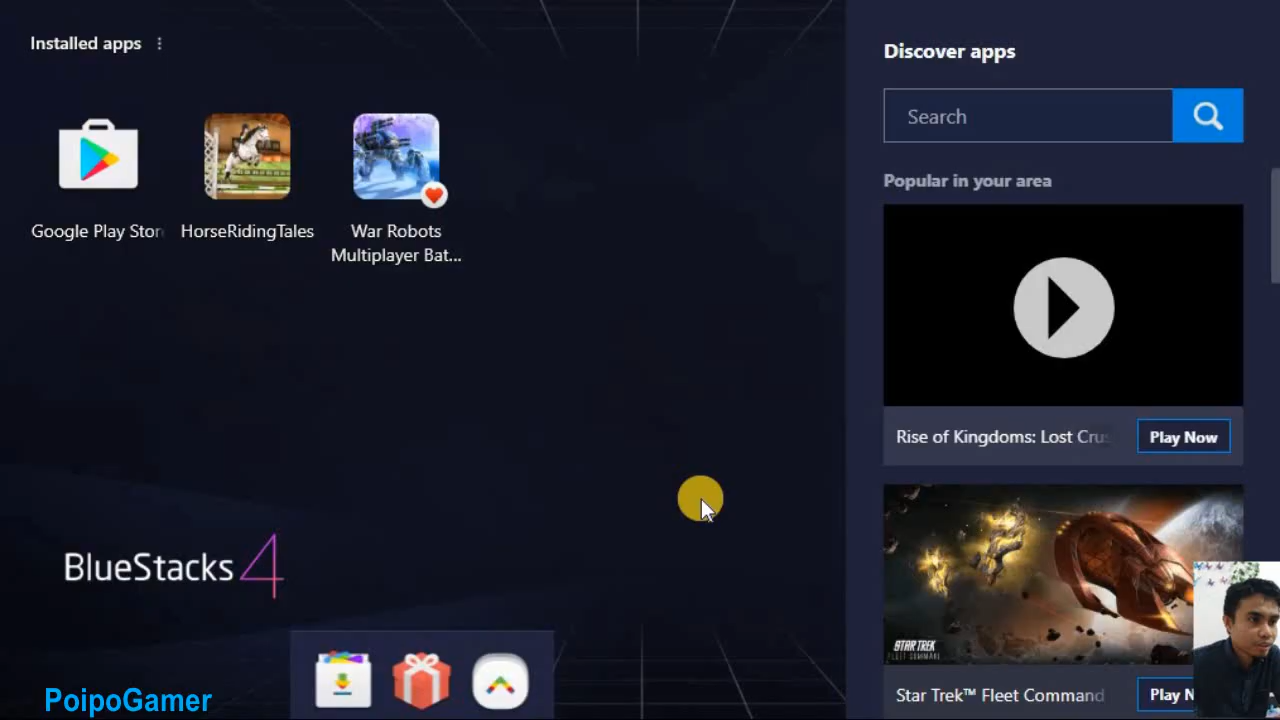 Installed apps
Google Play Stor
HorseRidingTales
War Robots
Multiplayer Bat...
BlueStacks 4
PoipoGamer
Discover apps
Search
Popular in your area
Rise of Kingdoms: Lost Crus
Play Now
STAR TREK
FLEET COMMAND
Star Trek™ Fleet Command
Play N